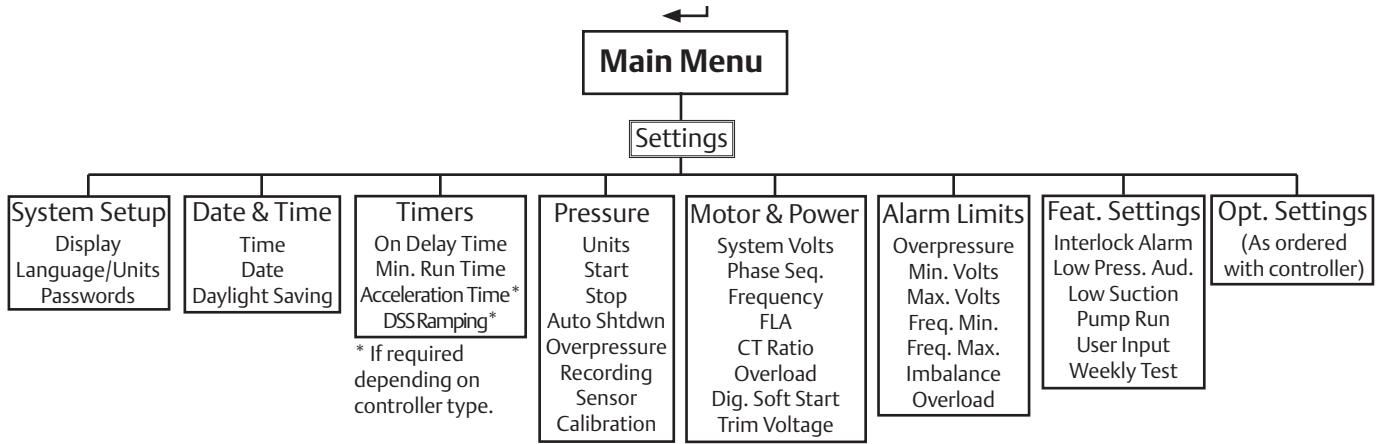 Main Menu
Settings
System Setup
Display
Language/Units
Passwords
Date & Time
Time
Date
Daylight Saving
Timers
On Delay Time
Min. Run Time
Acceleration Time*
DSS Ramping*
* If required
depending on
controller type.
Pressure
Units
Start
Stop
Auto Shtdwn
Overpressure
Recording
Sensor
Calibration
Motor & Power
System Volts
Phase Seq.
Frequency
FLA
CT Ratio
Overload
Dig. Soft Start
Trim Voltage
Alarm Limits
Overpressure
Min. Volts
Max. Volts
Freq. Min.
Freq. Max.
Imbalance
Overload
Feat. Settings
Interlock Alarm
Low Press. Aud.
Low Suction
Pump Run
User Input
Weekly Test
Opt. Settings
(As ordered
with controller)